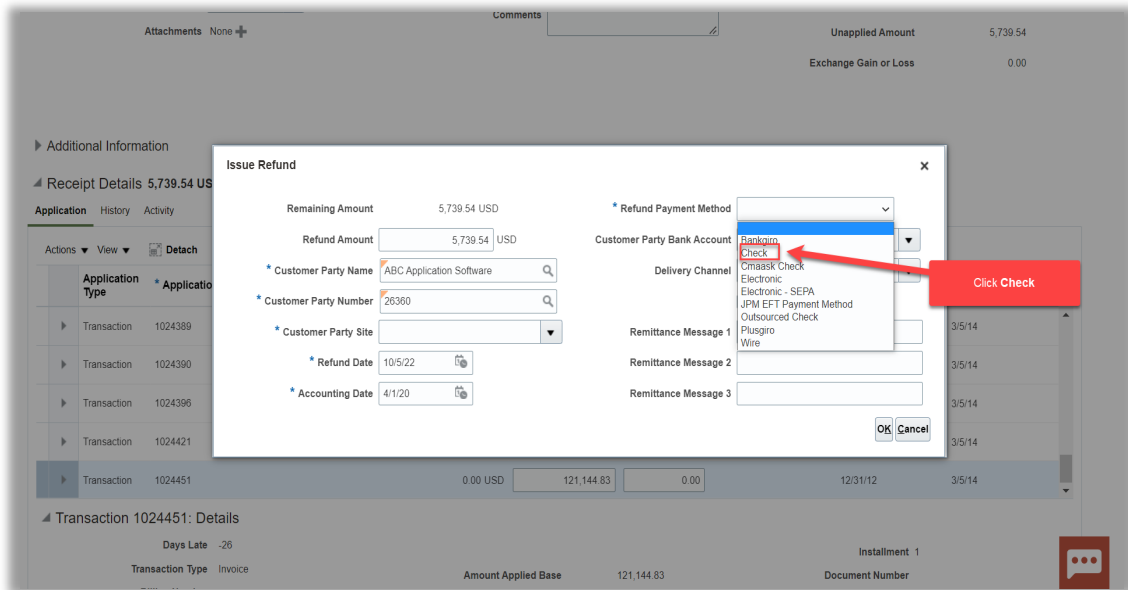 Comments
Attachments None
Unapplied Amount 5,739.54
Exchange Gain or Loss 0.00
Additional Information
Receipt Details 5,739.54 US
Application History Activity
Actions View Detach
Application Type * Applicatio
Transaction 1024389 3/5/14
Transaction 1024390 3/5/14
Transaction 1024396 3/5/14
Transaction 1024421 3/5/14
Transaction 1024451 0.00 USD 121,144.83 0.00 12/31/12 3/5/14
Issue Refund
Remaining Amount 5,739.54 USD
Refund Amount 5,739.54 USD
* Customer Party Name ABC Application Software
* Customer Party Number 26360
* Customer Party Site
* Refund Date 10/5/22
* Accounting Date 4/1/20
* Refund Payment Method
Customer Party Bank Account
Delivery Channel
Bankgiro
Check
Cmaask Check
Electronic
Electronic - SEPA
JPM EFT Payment Method
Outsourced Check
Plusgiro
Wire
Remittance Message 1
Remittance Message 2
Remittance Message 3
OK Cancel
Click Check
Transaction 1024451: Details
Days Late -26
Installment 1
Transaction Type Invoice
Amount Applied Base 121,144.83
Document Number